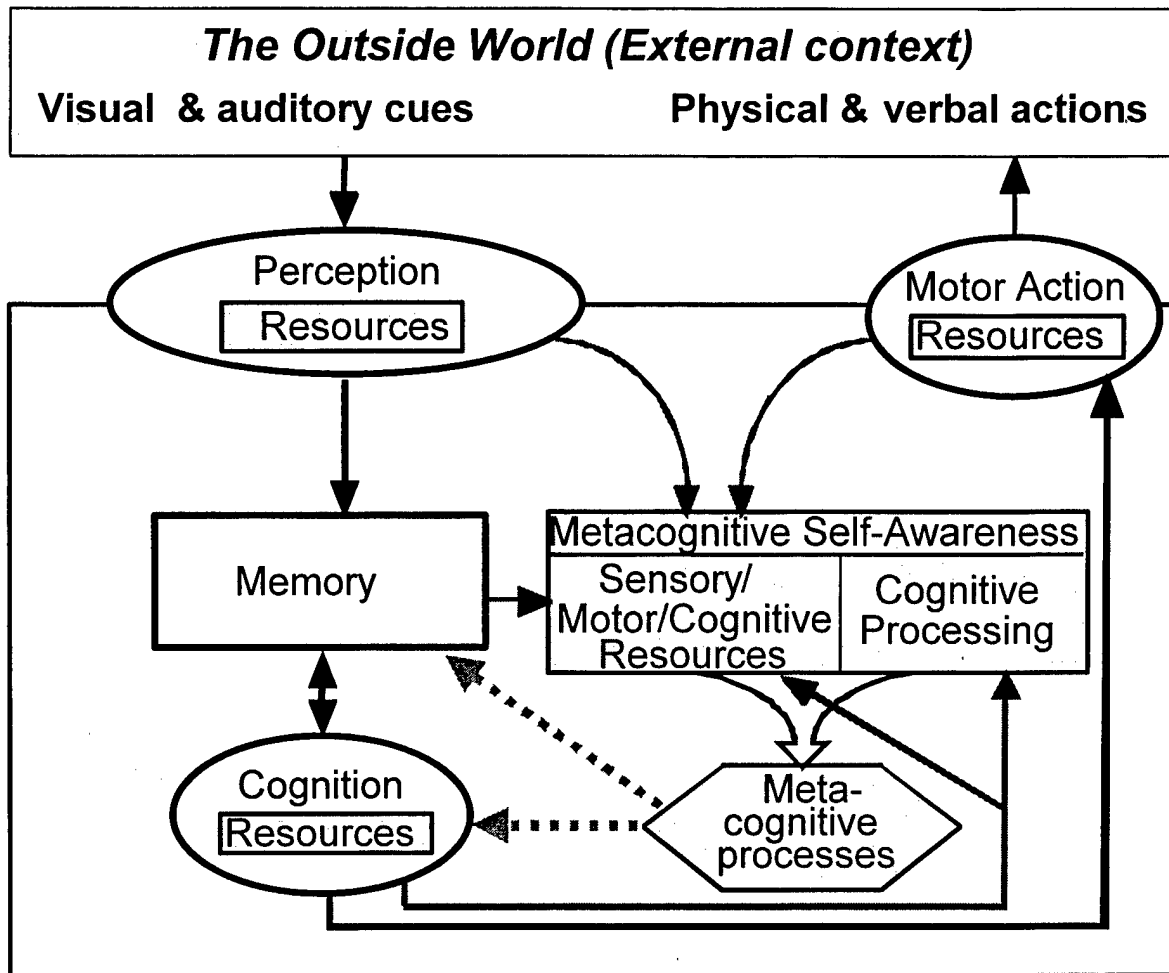 The Outside World (External context)
Visual & auditory cues
Physical & verbal actions
Perception
Resources
Motor Action
Resources
Memory
Metacognitive Self-Awareness
Sensory/
Motor/Cognitive
Resources
Cognitive
Processing
Cognition
Resources
Meta-
cognitive
processes